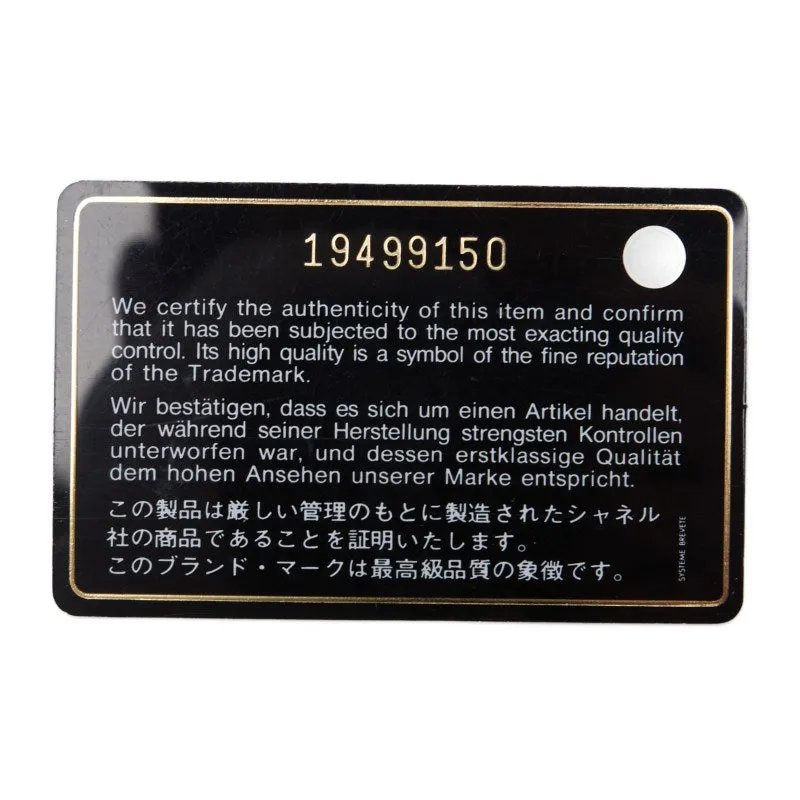 19499150
We certify the authenticity of this item and confirm
that it has been subjected to the most exacting quality
control. Its high quality is a symbol of the fine reputation
of the Trademark.
Wir bestätigen, dass es sich um einen Artikel handelt,
der während seiner Herstellung strengsten Kontrollen
unterworfen war, und dessen erstklassige Qualität
dem hohen Ansehen unserer Marke entspricht.
この製品は厳しい管理のもとに製造されたシャネル
社の商品であることを証明いたします。
このブランド・マークは最高級品質の象徴です。
SYSTEME BREVETE